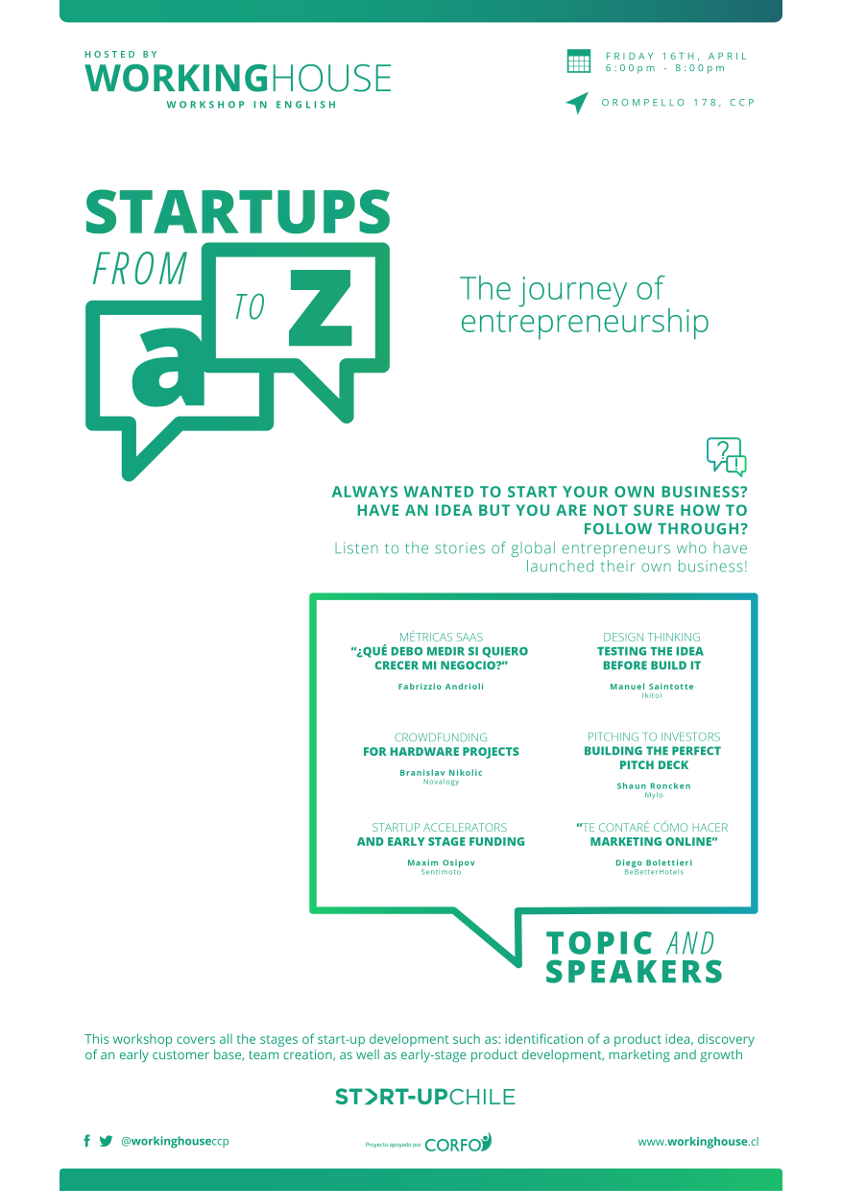 HOSTED BY
WORKINGHOUSE
WORKSHOP IN ENGLISH
FRIDAY 16TH, APRIL
6:00pm - 8:00pm
OROMPELLO 178, CCP
STARTUPS
FROM
a
TO
z
The journey of
entrepreneurship
?
!
ALWAYS WANTED TO START YOUR OWN BUSINESS?
HAVE AN IDEA BUT YOU ARE NOT SURE HOW TO
FOLLOW THROUGH?
Listen to the stories of global entrepreneurs who have
launched their own business!
MÉTRICAS SAAS
“¿QUÉ DEBO MEDIR SI QUIERO
CRECER MI NEGOCIO?”
Fabrizzio Andrioli
DESIGN THINKING
TESTING THE IDEA
BEFORE BUILD IT
Manuel Saintotte
Ikitoi
CROWDFUNDING
FOR HARDWARE PROJECTS
Branislav Nikolic
Novalogy
PITCHING TO INVESTORS
BUILDING THE PERFECT
PITCH DECK
Shaun Roncken
Mylo
STARTUP ACCELERATORS
AND EARLY STAGE FUNDING
Maxim Osipov
Sentimoto
“TE CONTARÉ CÓMO HACER
MARKETING ONLINE”
Diego Bolettieri
BeBetterHotels
TOPIC AND
SPEAKERS
This workshop covers all the stages of start-up development such as: identification of a product idea, discovery
of an early customer base, team creation, as well as early-stage product development, marketing and growth
START-UPCHILE
@workinghouseccp
Proyecto apoyado por CORFO
www.workinghouse.cl